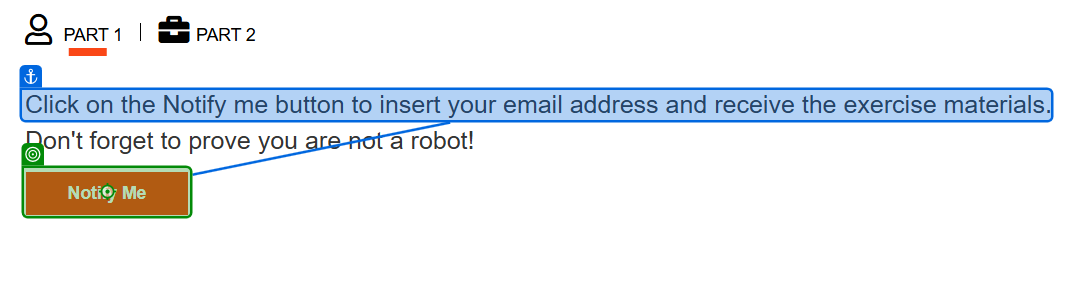 PART 1 | PART 2
Click on the Notify me button to insert your email address and receive the exercise materials.
Don't forget to prove you are not a robot!
Notify Me